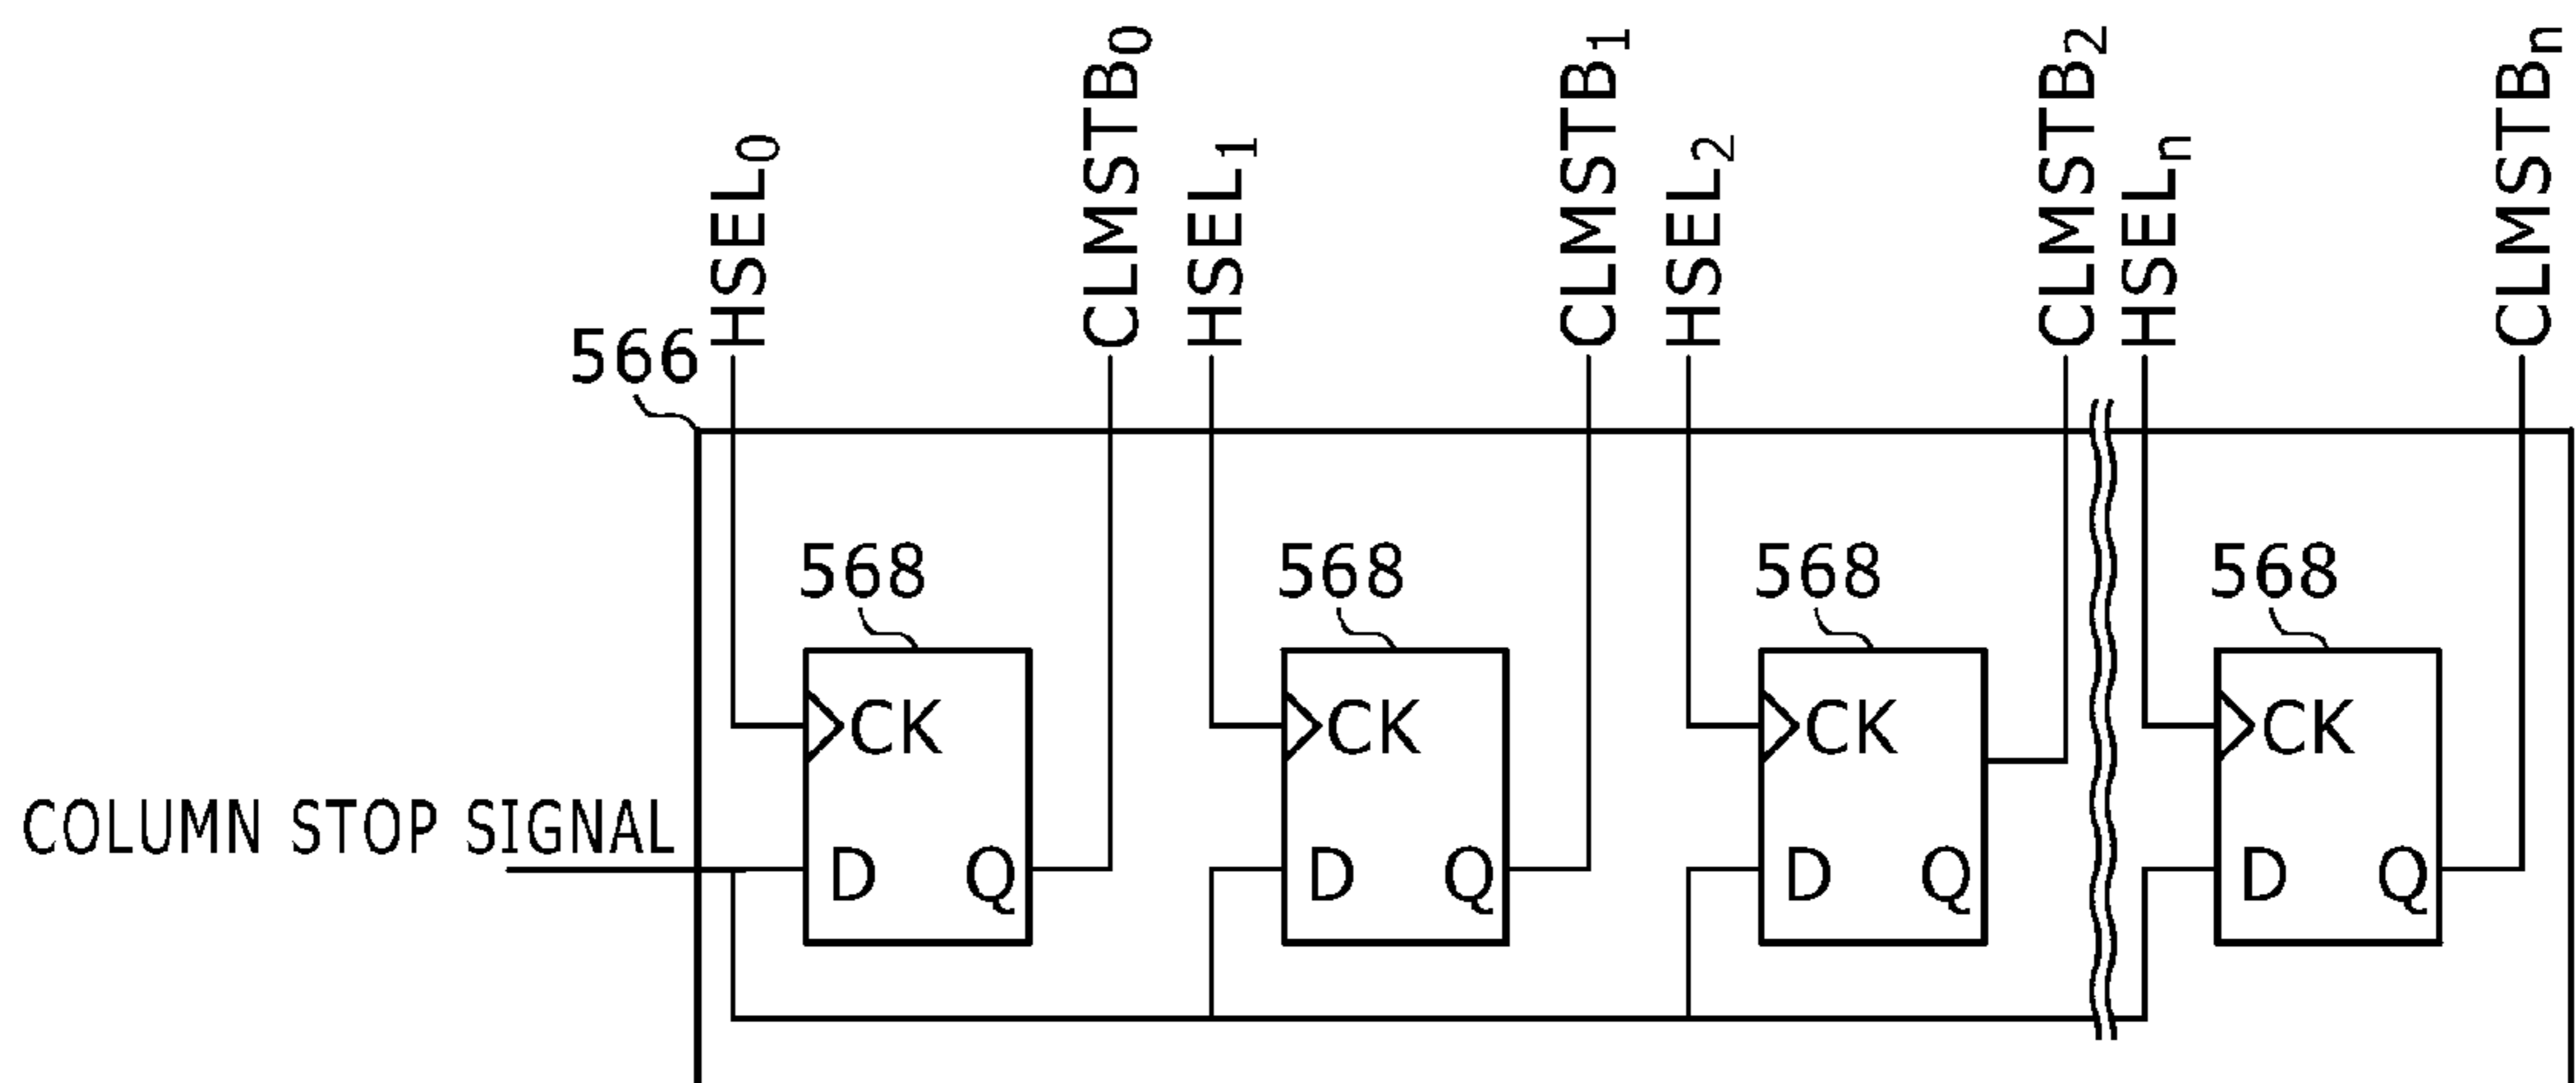 HSEL0
CLMSTB0
HSEL1
CLMSTB1
HSEL2
CLMSTB2
HSELn
CLMSTBn
566
568
568
568
568
CK
CK
CK
CK
COLUMN STOP SIGNAL
D Q
D Q
D Q
D Q